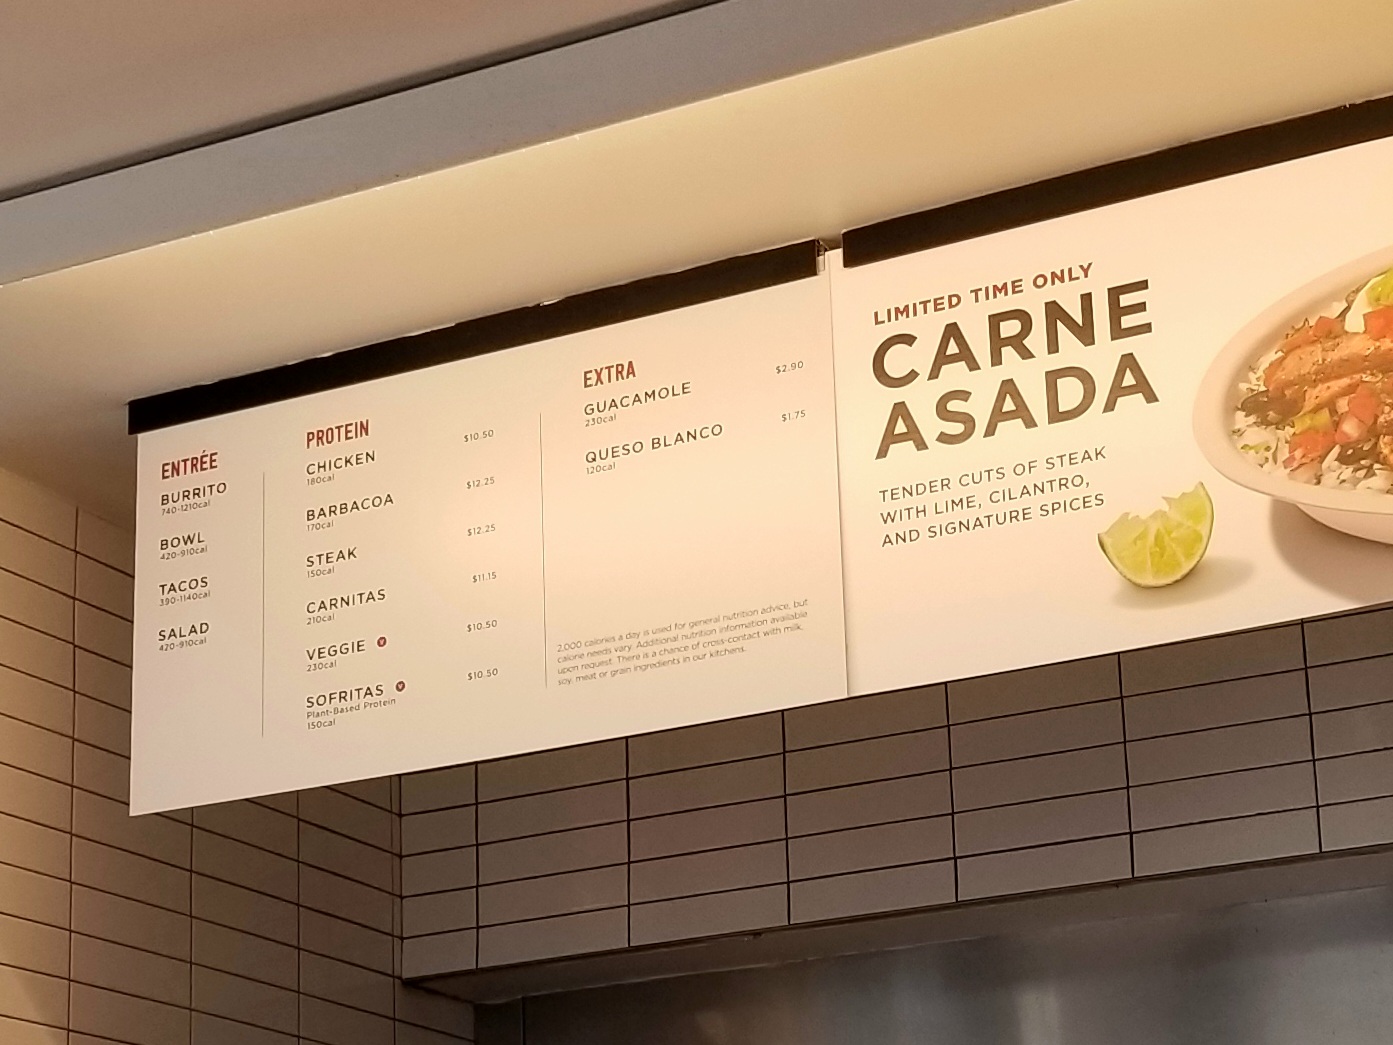 ENTRÉE
BURRITO
740-1210cal
BOWL
420-910cal
TACOS
390-1140cal
SALAD
420-910cal
PROTEIN
CHICKEN $10.50
180cal
BARBACOA $12.25
170cal
STEAK $12.25
150cal
CARNITAS $11.15
210cal
VEGGIE V $10.50
230cal
SOFRITAS V $10.50
Plant-Based Protein
150cal
EXTRA
GUACAMOLE $2.90
230cal
QUESO BLANCO $1.75
120cal
2,000 calories a day is used for general nutrition advice, but
calorie needs vary. Additional nutrition information available
upon request. There is a chance of cross-contact with milk,
soy, meat or grain ingredients in our kitchens.
LIMITED TIME ONLY
CARNE
ASADA
TENDER CUTS OF STEAK
WITH LIME, CILANTRO,
AND SIGNATURE SPICES